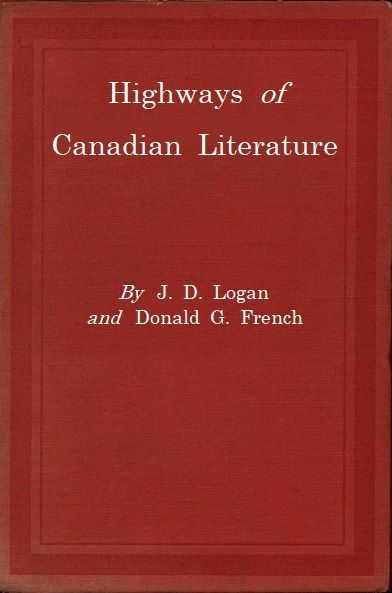 Highways of
Canadian Literature
By J. D. Logan
and Donald G. French